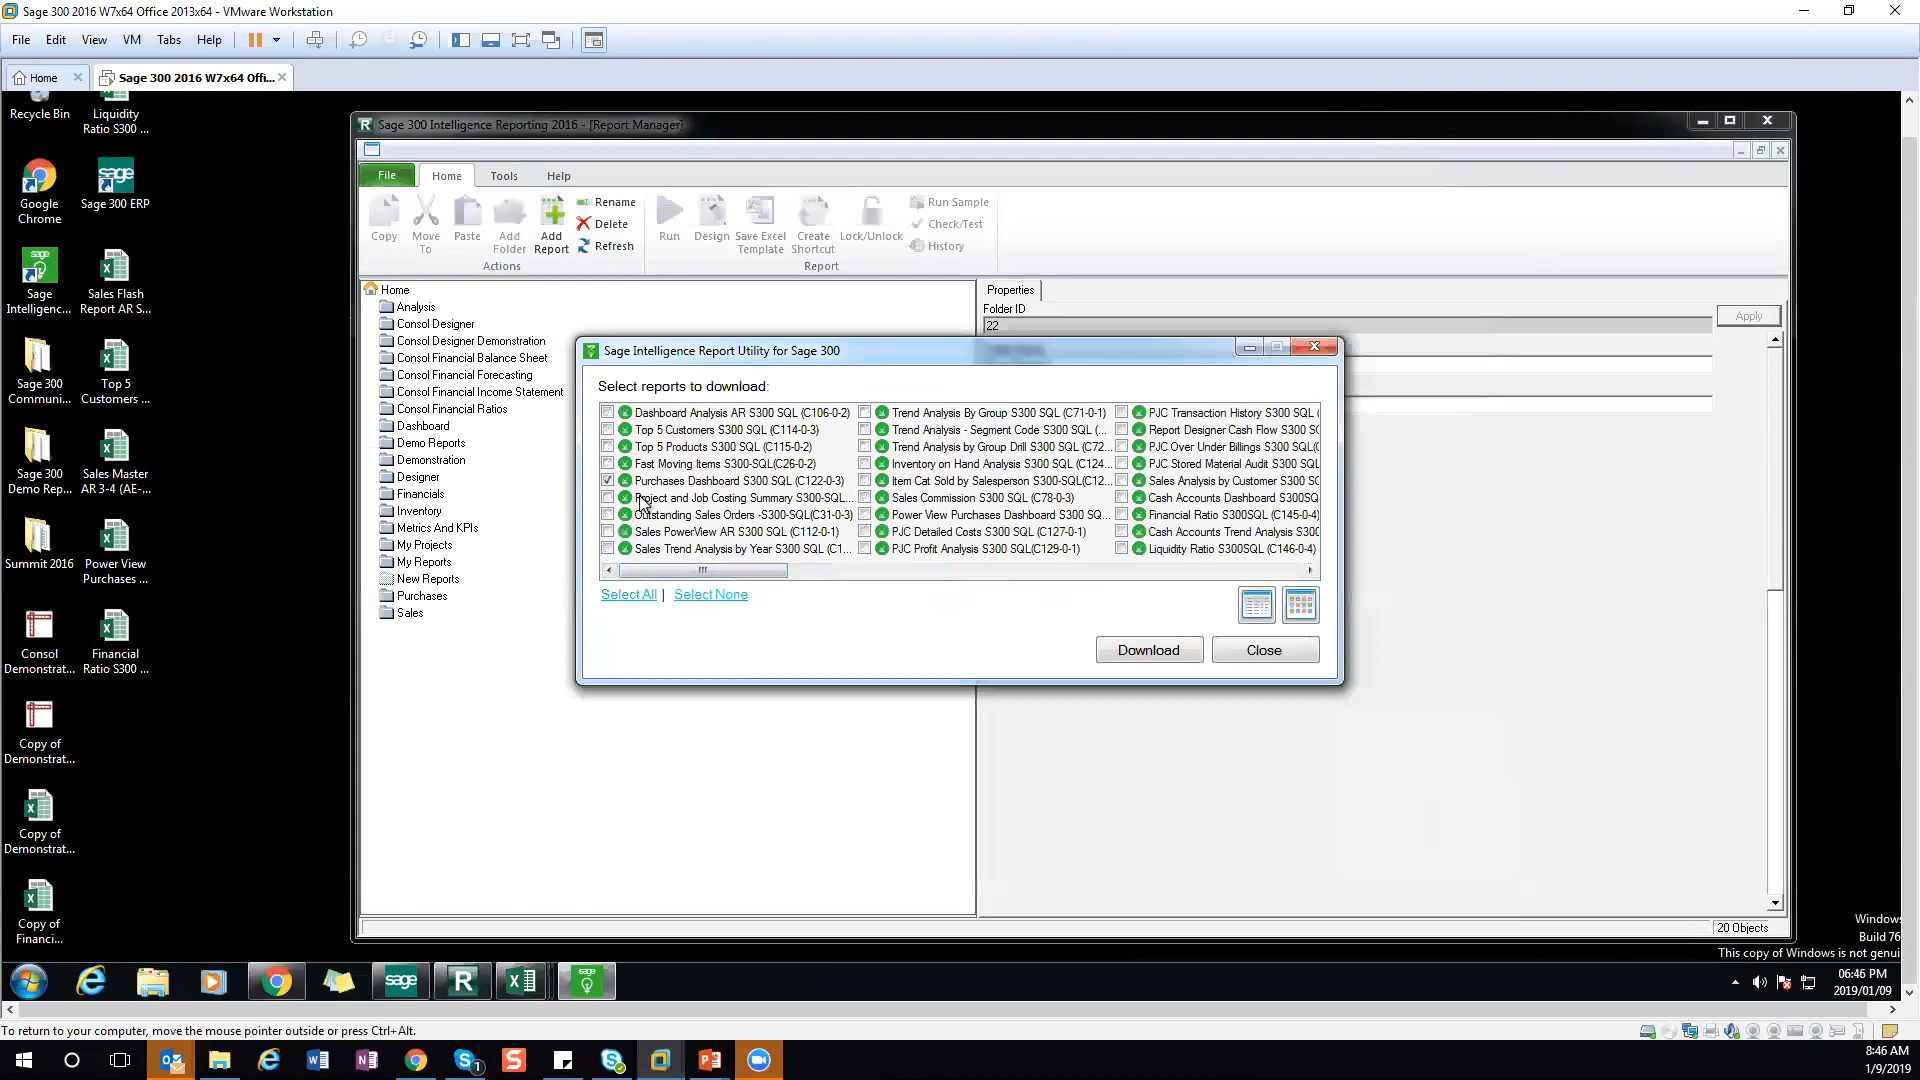 Sage 300 2016 W7x64 Office 2013x64 - VMware Workstation
File Edit View VM Tabs Help
Home
Sage 300 2016 W7x64 Offi...
Recycle Bin
Liquidity Ratio S300 ...
Google Chrome
Sage 300 ERP
Sage Intelligenc...
Sales Flash Report AR S...
Sage 300 Communi...
Top 5 Customers ...
Sage 300 Demo Rep...
Sales Master AR 3-4 (AE-...
Summit 2016
Power View Purchases ...
Consol Demonstrat...
Financial Ratio S300 ...
Copy of Demonstrat...
Copy of Demonstrat...
Copy of Financi...
Sage 300 Intelligence Reporting 2016 - [Report Manager]
File Home Tools Help
Copy
Move To
Paste
Add Folder
Add Report
Rename
Delete
Refresh
Actions
Run
Design
Save Excel Template
Create Shortcut
Lock/Unlock
Run Sample
Check/Test
History
Report
Home
Analysis
Consol Designer
Consol Designer Demonstration
Consol Financial Balance Sheet
Consol Financial Forecasting
Consol Financial Income Statement
Consol Financial Ratios
Dashboard
Demo Reports
Demonstration
Designer
Financials
Inventory
Metrics And KPIs
My Projects
My Reports
New Reports
Purchases
Sales
Properties
Folder ID
22
Apply
Sage Intelligence Report Utility for Sage 300
Select reports to download:
Dashboard Analysis AR S300 SQL (C106-0-2)
Top 5 Customers S300 SQL (C114-0-3)
Top 5 Products S300 SQL (C115-0-2)
Fast Moving Items S300-SQL(C26-0-2)
Purchases Dashboard S300 SQL (C122-0-3)
Project and Job Costing Summary S300-SQL...
Outstanding Sales Orders -S300-SQL(C31-0-3)
Sales PowerView AR S300 SQL (C112-0-1)
Sales Trend Analysis by Year S300 SQL (C1...
Trend Analysis By Group S300 SQL (C71-0-1)
Trend Analysis - Segment Code S300 SQL (...
Trend Analysis by Group Drill S300 SQL (C72...
Inventory on Hand Analysis S300 SQL (C124...
Item Cat Sold by Salesperson S300-SQL(C12...
Sales Commission S300 SQL (C78-0-3)
Power View Purchases Dashboard S300 SQ...
PJC Detailed Costs S300 SQL (C127-0-1)
PJC Profit Analysis S300 SQL(C129-0-1)
PJC Transaction History S300 SQL (
Report Designer Cash Flow S300 SQ
PJC Over Under Billings S300 SQL(
PJC Stored Material Audit S300 SQL
Sales Analysis by Customer S300 SQ
Cash Accounts Dashboard S300SQ
Financial Ratio S300SQL (C145-0-4)
Cash Accounts Trend Analysis S300
Liquidity Ratio S300SQL (C146-0-4)
Select All | Select None
Download
Close
20 Objects
Windows
Build 76
This copy of Windows is not genui
06:46 PM
2019/01/09
To return to your computer, move the mouse pointer outside or press Ctrl+Alt.
8:46 AM
1/9/2019